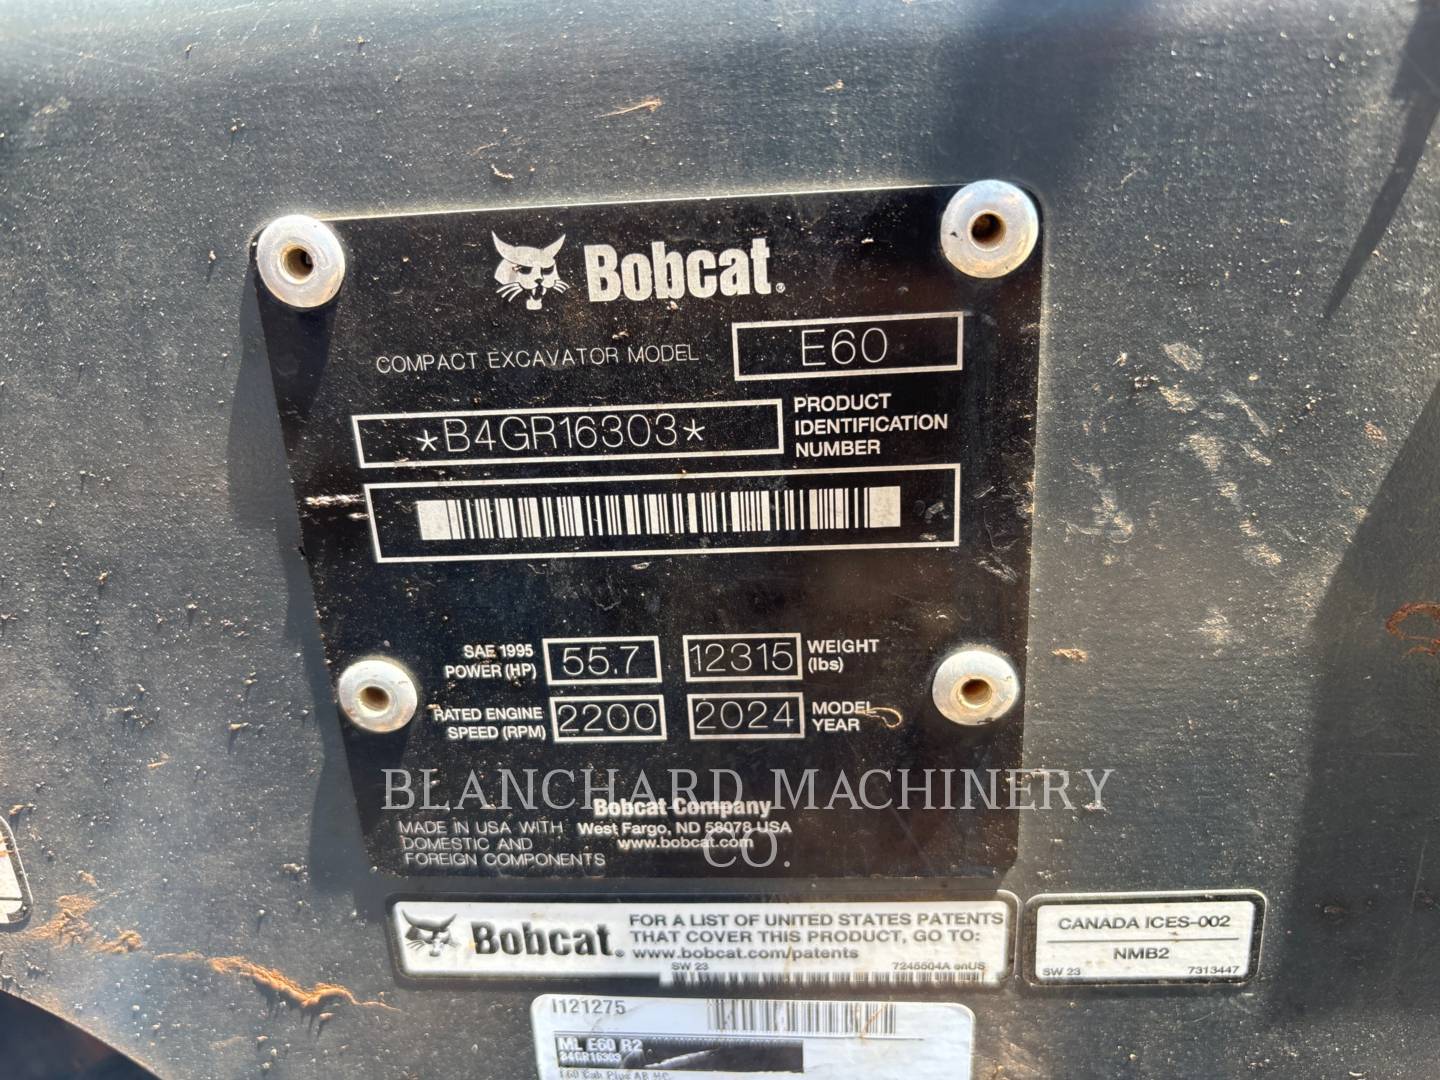 Bobcat®
COMPACT EXCAVATOR MODEL E60
*B4GR16303* PRODUCT IDENTIFICATION NUMBER
SAE 1995 POWER (HP) 55.7 12315 WEIGHT (lbs)
RATED ENGINE SPEED (RPM) 2200 2024 MODEL YEAR
BLANCHARD MACHINERY CO.
Bobcat Company
West Fargo, ND 58078 USA
www.bobcat.com
MADE IN USA WITH
DOMESTIC AND
FOREIGN COMPONENTS
Bobcat®
FOR A LIST OF UNITED STATES PATENTS
THAT COVER THIS PRODUCT, GO TO:
www.bobcat.com/patents
SW 23 7245504A enUS
CANADA ICES-002
NMB2
SW 23 7313447
I121275
ML E60 R2
B4GR16303
E60 Cab Plus